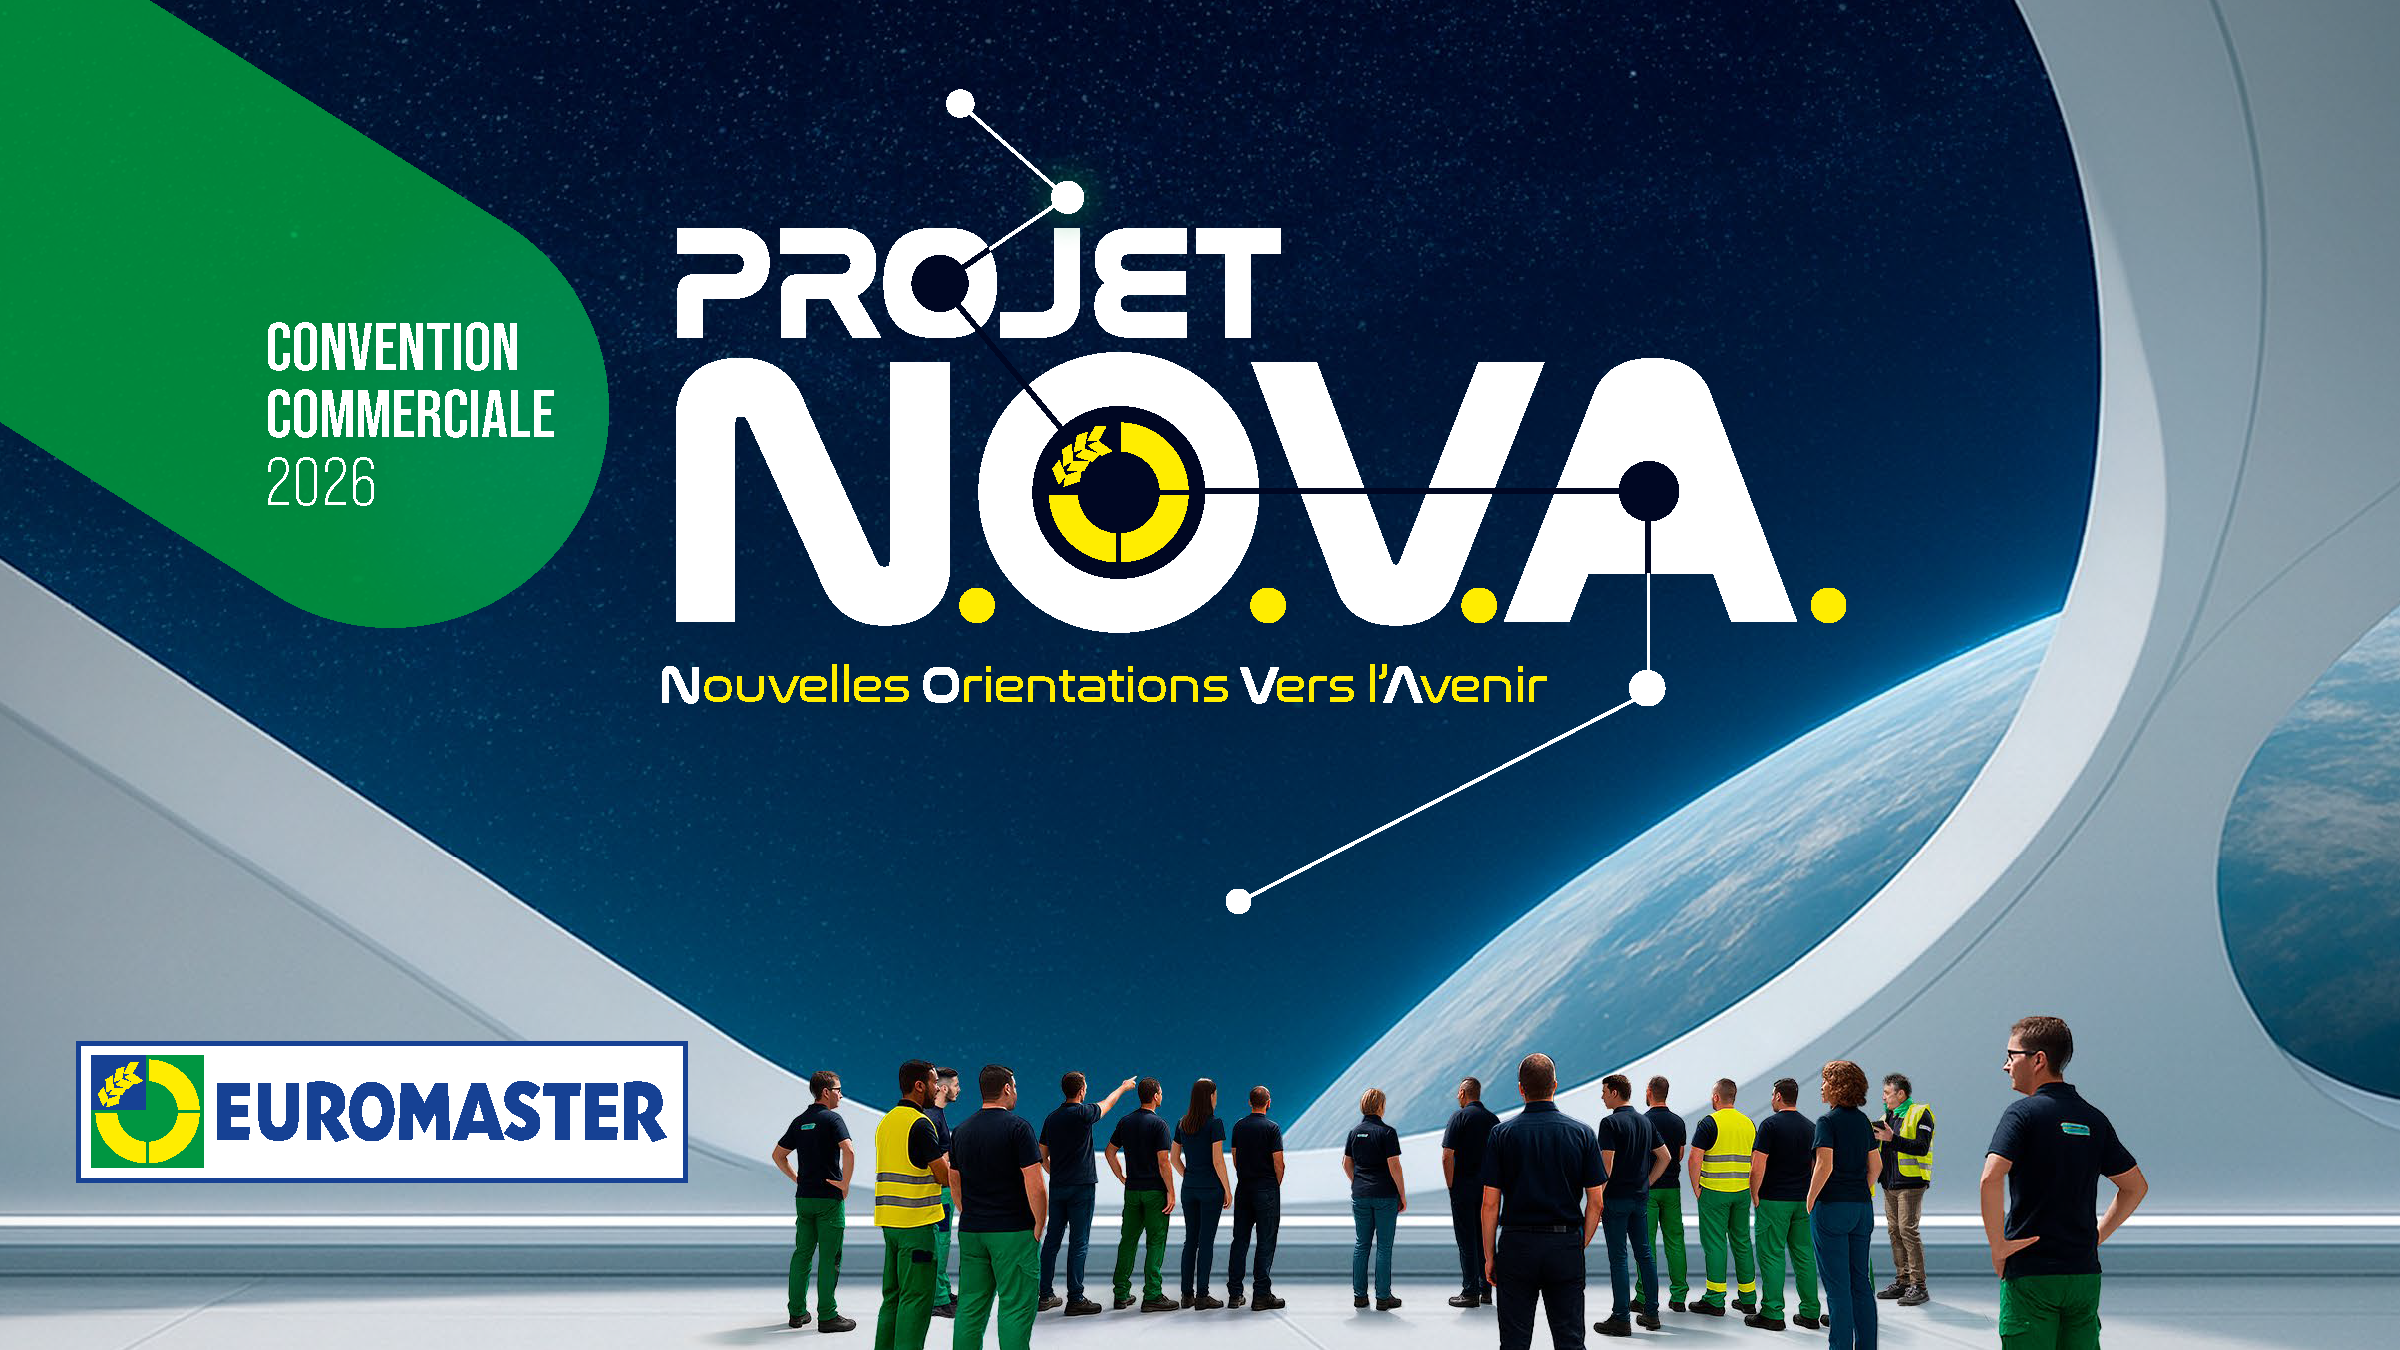 CONVENTION
COMMERCIALE
2026
PROJET
N.O.V.A.
Nouvelles Orientations Vers l'Avenir
EUROMASTER